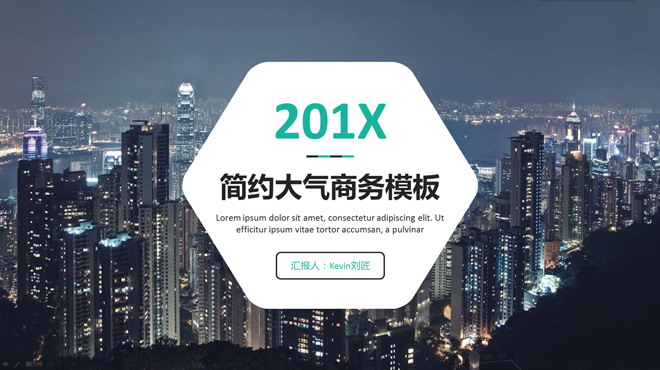 201X
简约大气商务模板
Lorem ipsum dolor sit amet, consectetur adipiscing elit. Ut
efficitur ipsum vitae tortor accumsan, a pulvinar
汇报人：Kevin刘匠